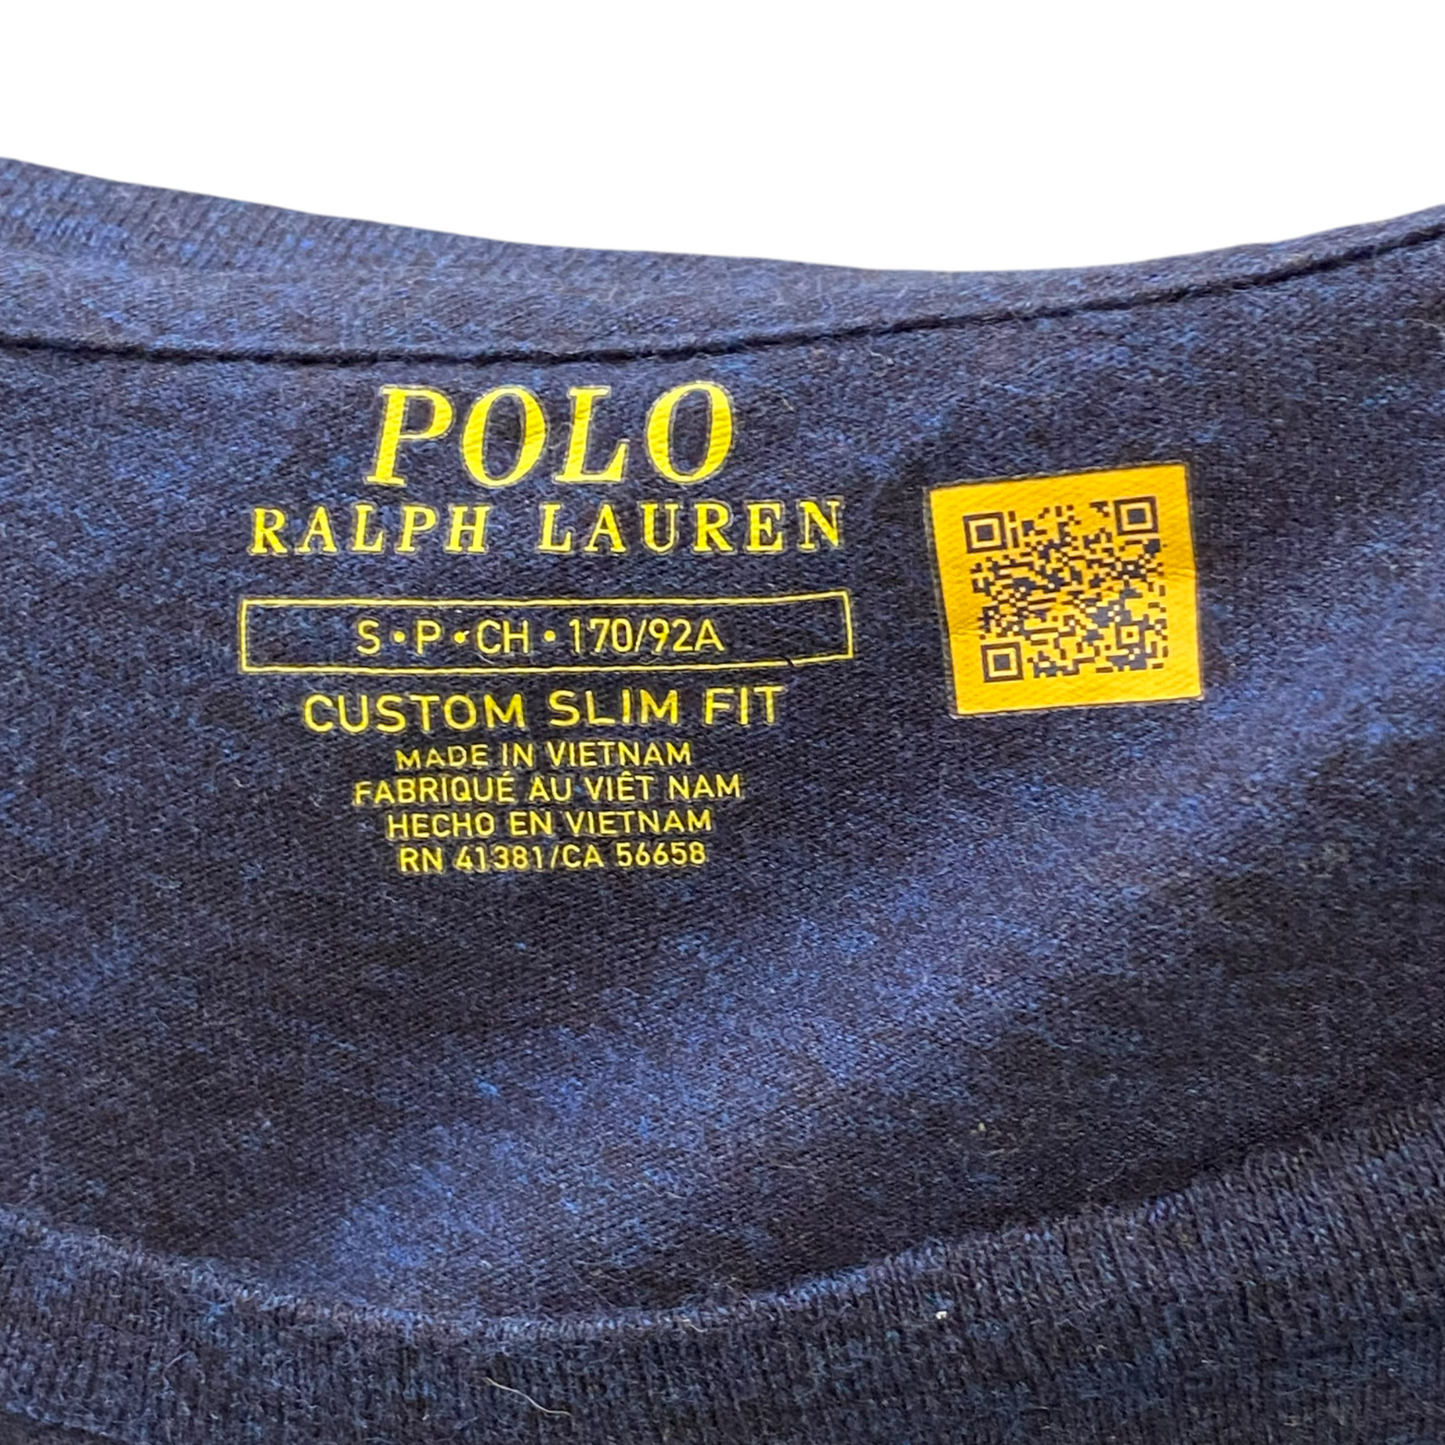 POLO
RALPH LAUREN
S • P • CH • 170/92A
CUSTOM SLIM FIT
MADE IN VIETNAM
FABRIQUÉ AU VIÊT NAM
HECHO EN VIETNAM
RN 41381/CA 56658